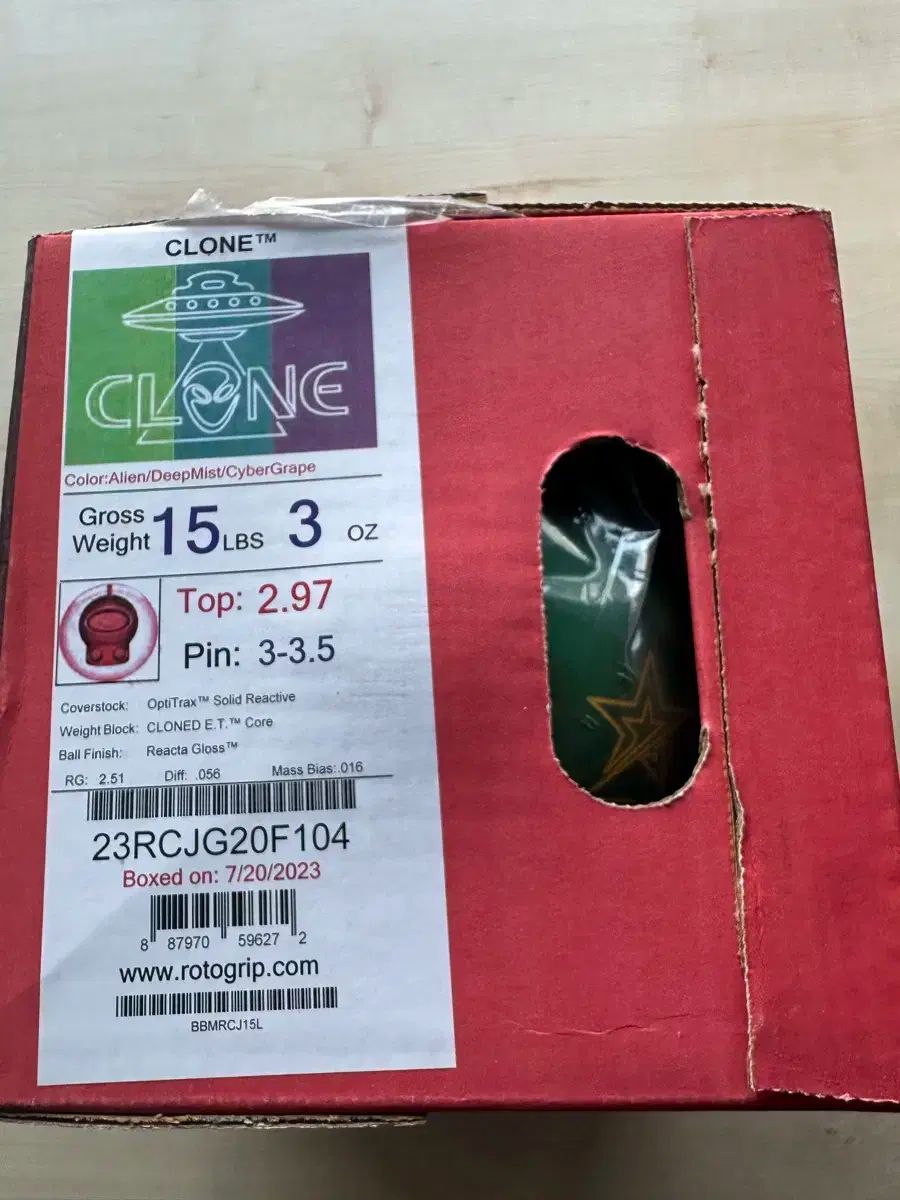 CLONE™
CLONE
Color:Alien/DeepMist/CyberGrape
Gross Weight 15 LBS 3 OZ
Top: 2.97
Pin: 3-3.5
Coverstock: OptiTrax™ Solid Reactive
Weight Block: CLONED E.T.™ Core
Ball Finish: Reacta Gloss™
RG: 2.51 Diff: .056 Mass Bias:.016
23RCJG20F104
Boxed on: 7/20/2023
8 87970 59627 2
www.rotogrip.com
BBMRCJ15L